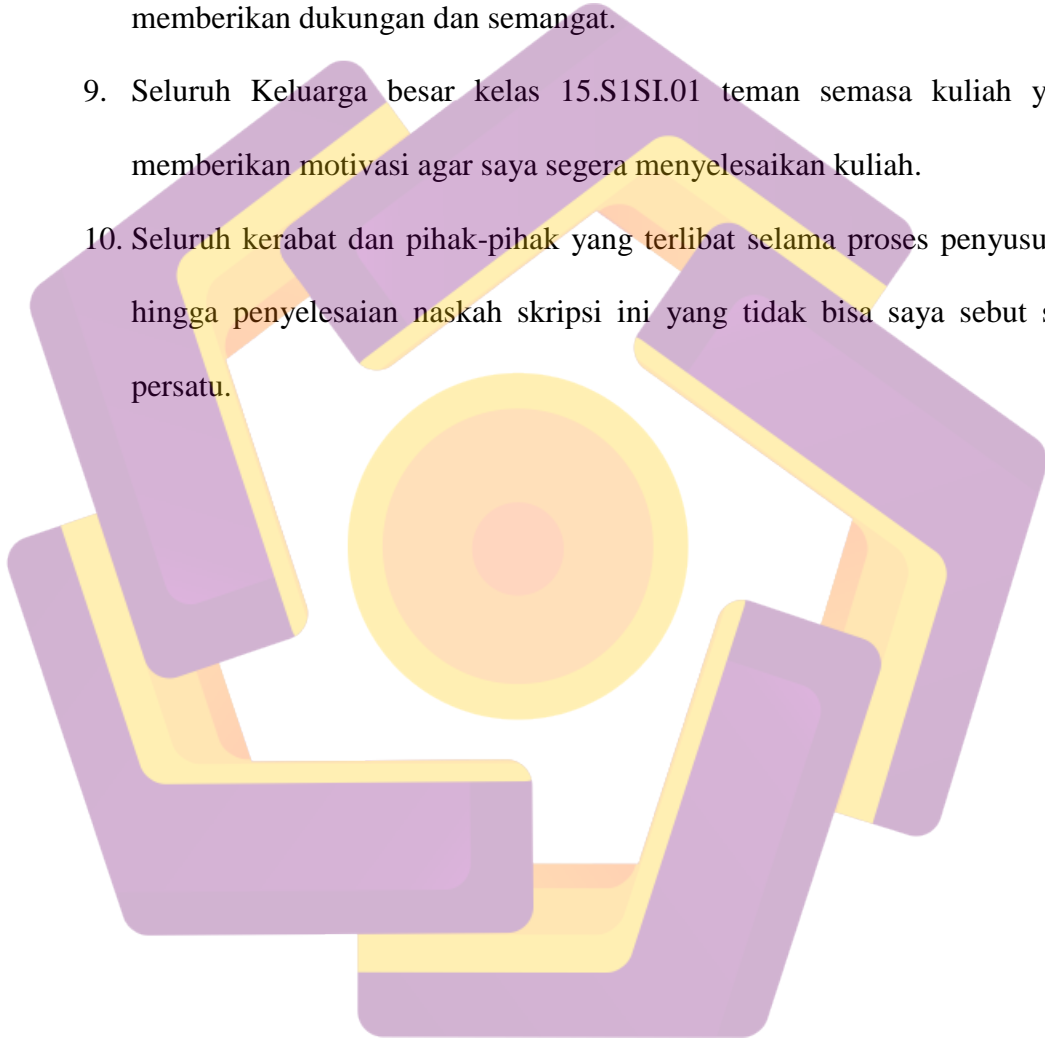 memberikan dukungan dan semangat.
9. Seluruh Keluarga besar kelas 15.S1SI.01 teman semasa kuliah
memberikan motivasi agar saya segera menyelesaikan kuliah.
10. Seluruh kerabat dan pihak-pihak yang terlibat selama proses
hingga penyelesaian naskah skripsi ini yang tidak bisa saya sebut
persatu.